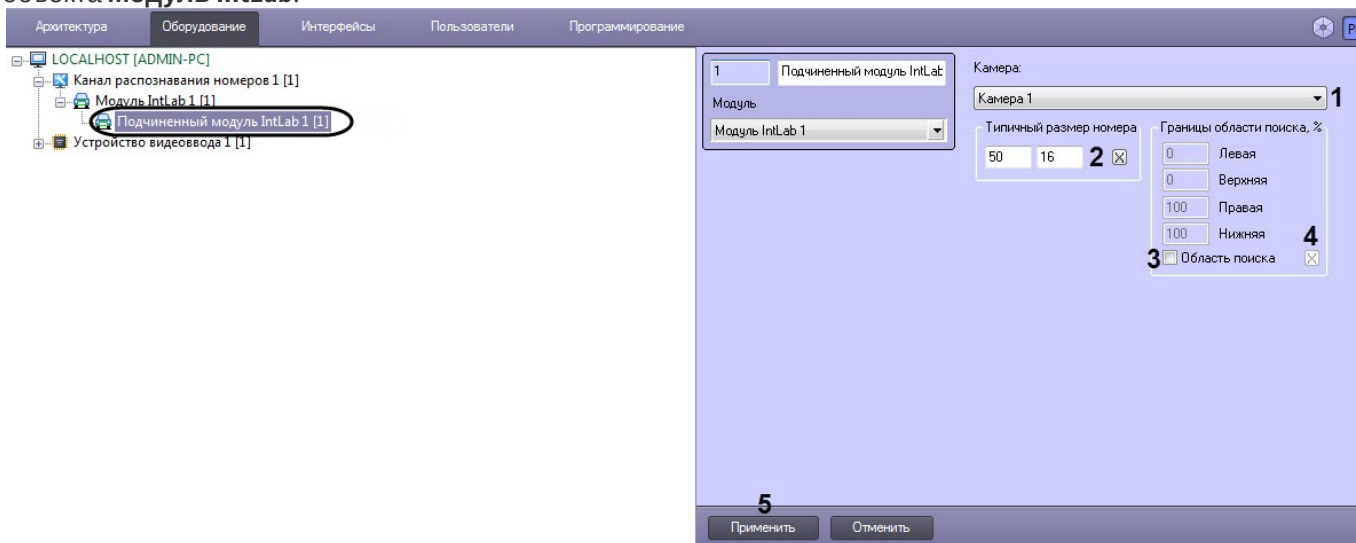 объекта Модуль IntLab.
Архитектура Оборудование Интерфейсы Пользователи Программирование
LOCALHOST [ADMIN-PC]
Канал распознавания номеров 1 [1]
Модуль IntLab 1 [1]
Подчиненный модуль IntLab 1 [1]
Устройство видеоввода 1 [1]
1 Подчиненный модуль IntLab
Модуль
Модуль IntLab 1
Камера:
Камера 1 1
Типичный размер номера
50 16 2
Границы области поиска, %
0 Левая
0 Верхняя
100 Правая
100 Нижняя 4
3 Область поиска
5
Применить Отменить